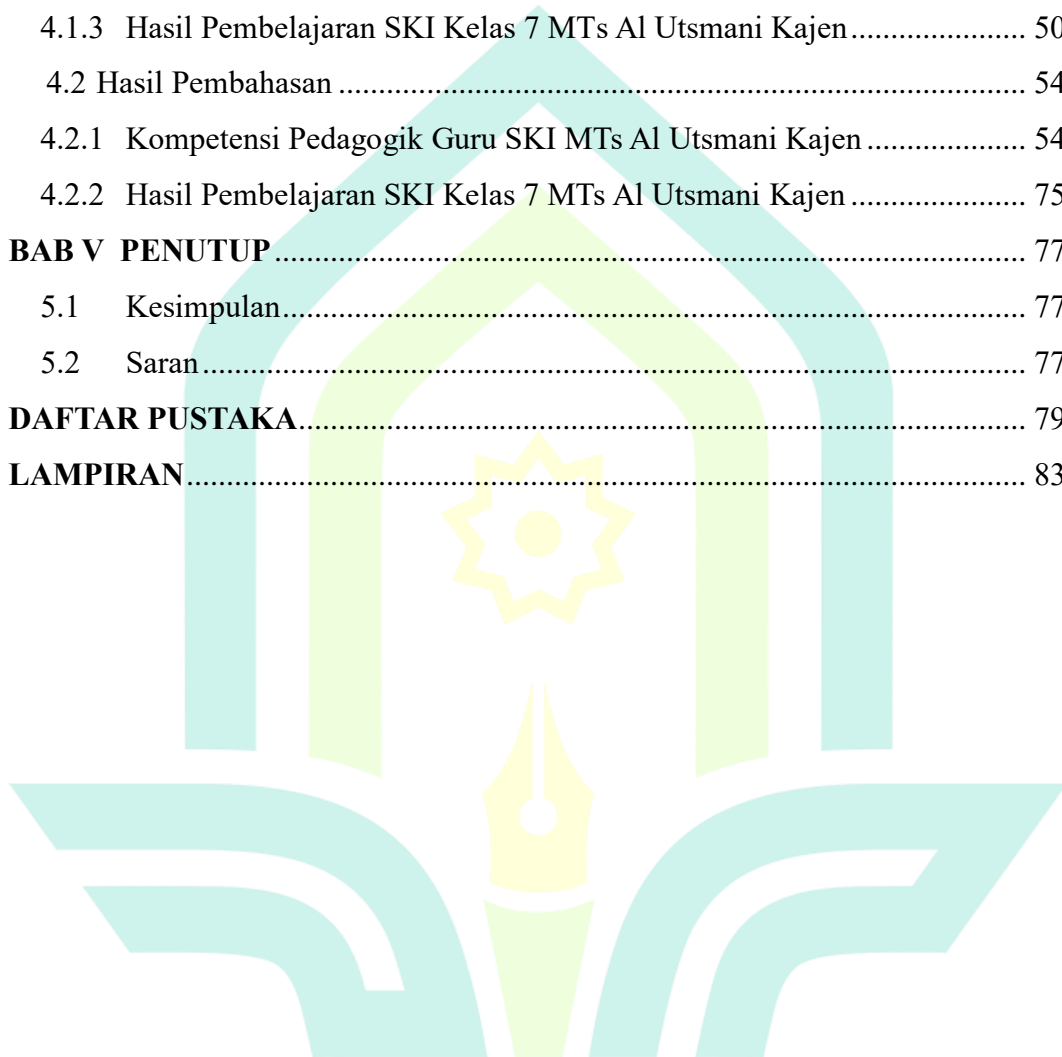 4.1.3 Hasil Pembelajaran SKI Kelas 7 MTs Al Utsmani Kajen...................... 50
4.2 Hasil Pembahasan....................................................................................... 54
4.2.1 Kompetensi Pedagogik Guru SKI MTs Al Utsmani Kajen .................... 54
4.2.2 Hasil Pembelajaran SKI Kelas 7 MTs Al Utsmani Kajen ...................... 75
BAB V PENUTUP............................................................................................... 77
5.1 Kesimpulan.............................................................................................. 77
5.2 Saran........................................................................................................ 77
DAFTAR PUSTAKA............................................................................................ 79
LAMPIRAN.......................................................................................................... 83